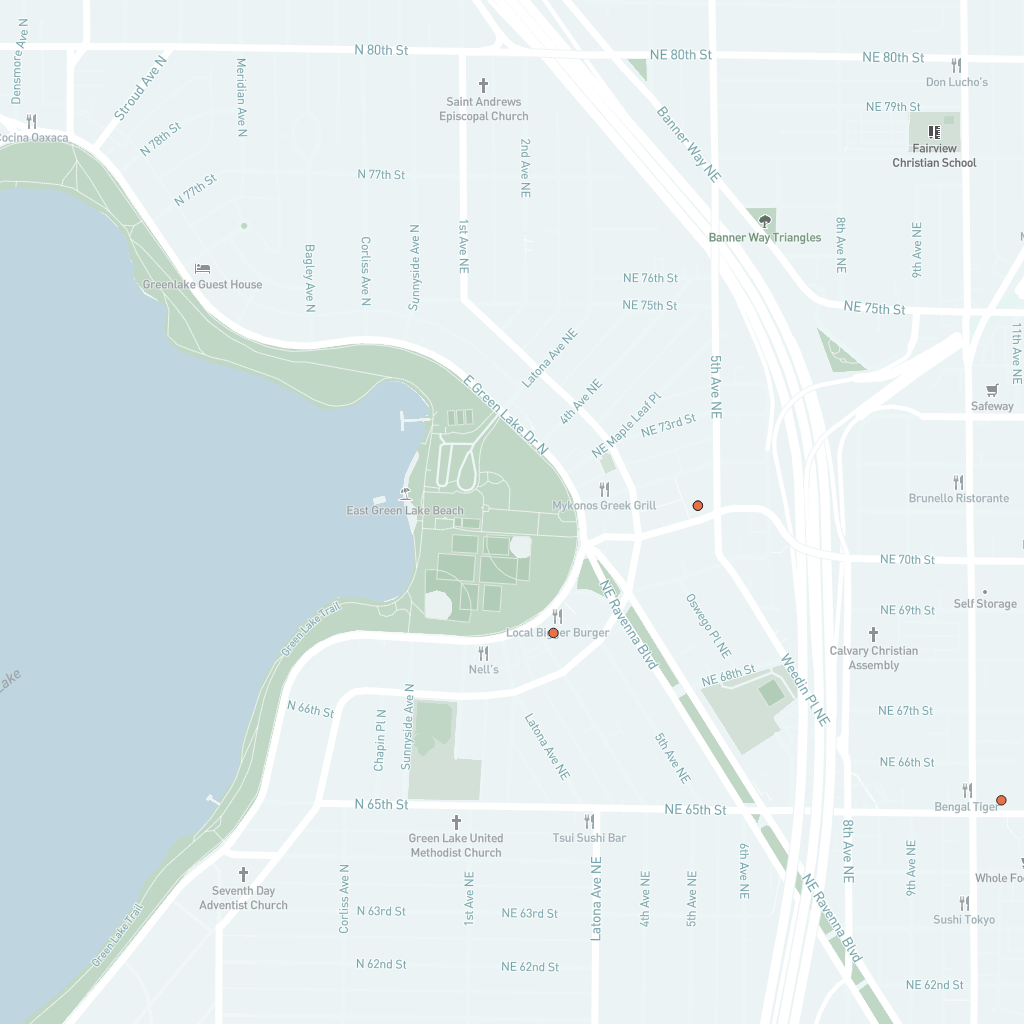 Densmore Ave N
N 80th St
NE 80th St
NE 80th St
Stroud Ave N
Meridian Ave N
Saint Andrews
Episcopal Church
Don Lucho's
NE 79th St
Banner Way NE
Cocina Oaxaca
N 78th St
2nd Ave NE
Fairview
Christian School
N 77th St
N 77th St
1st Ave NE
Banner Way Triangles
8th Ave NE
9th Ave NE
Bagley Ave N
Corliss Ave N
Sunnyside Ave N
Greenlake Guest House
NE 76th St
NE 75th St
NE 75th St
11th Ave NE
Latona Ave NE
5th Ave NE
E Green Lake Dr N
4th Ave NE
NE Maple Leaf Pl
NE 73rd St
Safeway
Mykonos Greek Grill
Brunello Ristorante
East Green Lake Beach
NE 70th St
Green Lake Trail
NE Ravenna Blvd
Oswego Pl NE
Self Storage
NE 69th St
Local Burger
Calvary Christian
Assembly
Nell's
NE 68th St
Weedin Pl NE
Lake
N 66th St
Chapin Pl N
Sunnyside Ave N
Latona Ave NE
5th Ave NE
NE 67th St
NE 66th St
N 65th St
NE 65th St
Bengal Tiger
Green Lake United
Methodist Church
Tsui Sushi Bar
8th Ave NE
6th Ave NE
9th Ave NE
Whole Foo
Seventh Day
Adventist Church
Corliss Ave N
1st Ave NE
Latona Ave NE
4th Ave NE
5th Ave NE
NE Ravenna Blvd
N 63rd St
NE 63rd St
Sushi Tokyo
Green Lake Trail
N 62nd St
NE 62nd St
NE 62nd St